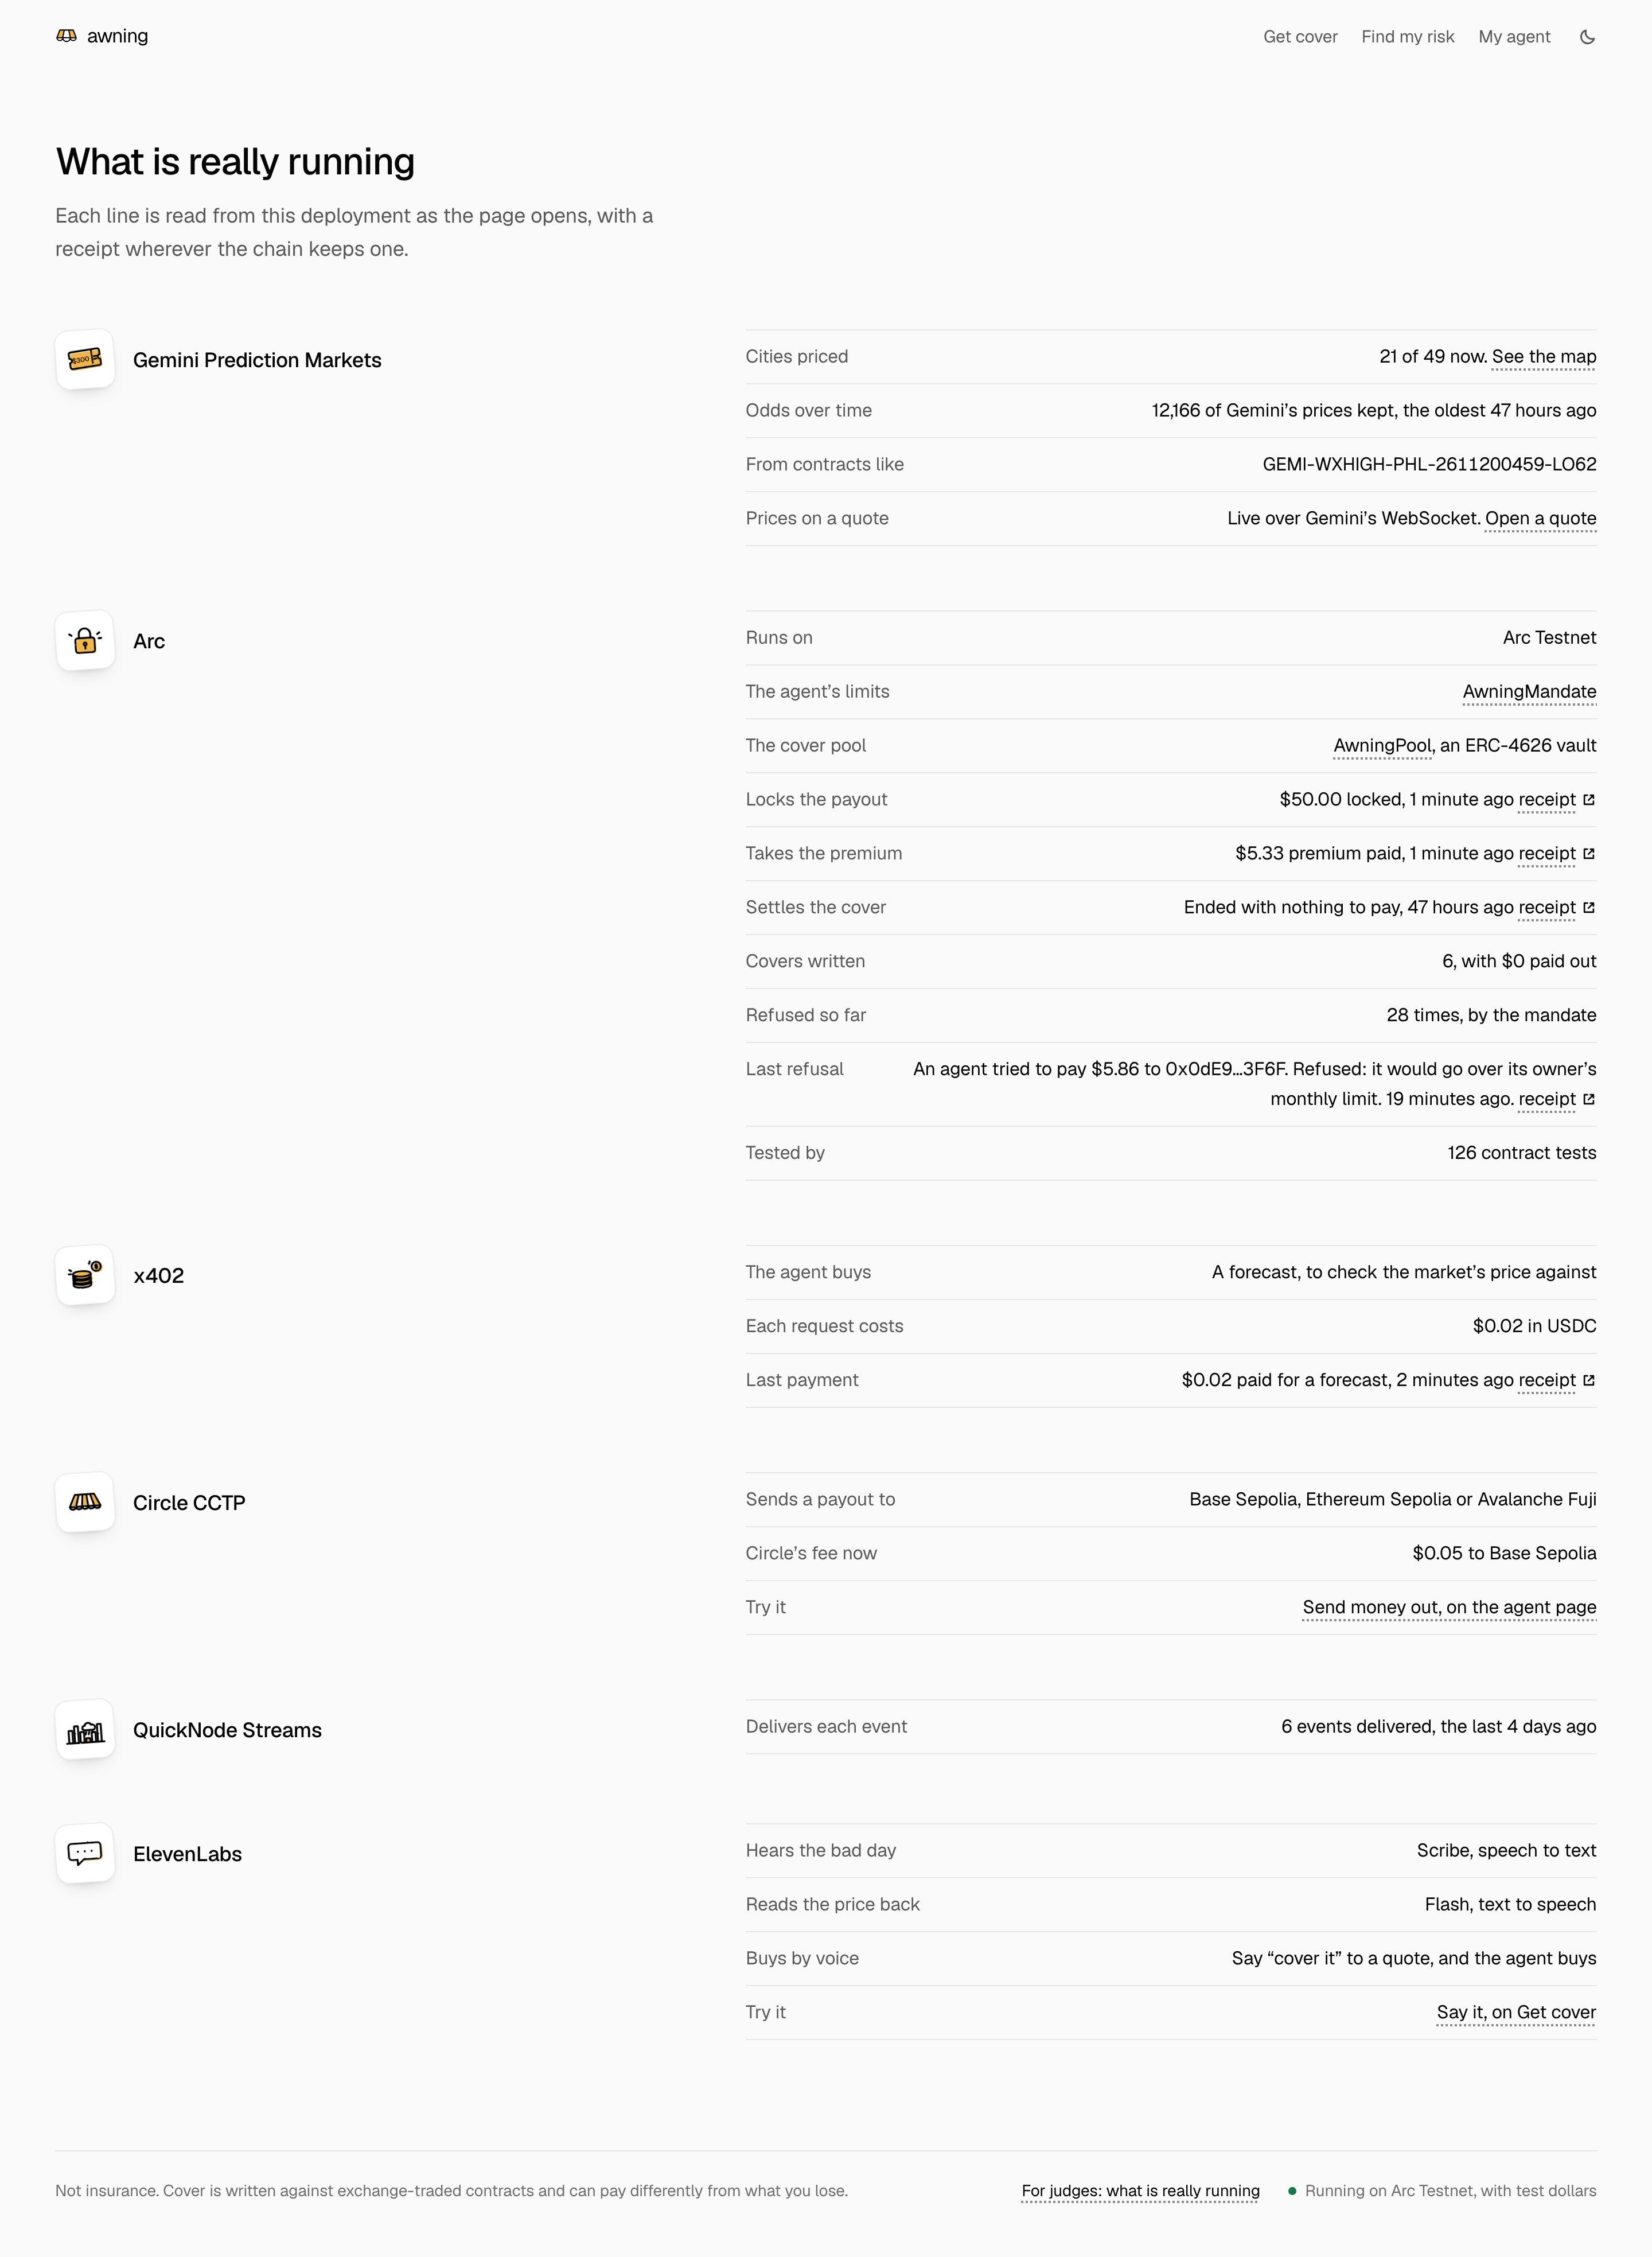 awning
Get cover
Find my risk
My agent
What is really running
Each line is read from this deployment as the page opens, with a
receipt wherever the chain keeps one.
$300
Gemini Prediction Markets
Cities priced
21 of 49 now. See the map
Odds over time
12,166 of Gemini’s prices kept, the oldest 47 hours ago
From contracts like
GEMI-WXHIGH-PHL-2611200459-LO62
Prices on a quote
Live over Gemini’s WebSocket. Open a quote
Arc
Runs on
Arc Testnet
The agent’s limits
AwningMandate
The cover pool
AwningPool, an ERC-4626 vault
Locks the payout
$50.00 locked, 1 minute ago receipt
Takes the premium
$5.33 premium paid, 1 minute ago receipt
Settles the cover
Ended with nothing to pay, 47 hours ago receipt
Covers written
6, with $0 paid out
Refused so far
28 times, by the mandate
Last refusal
An agent tried to pay $5.86 to 0x0dE9…3F6F. Refused: it would go over its owner’s
monthly limit. 19 minutes ago. receipt
Tested by
126 contract tests
x402
The agent buys
A forecast, to check the market’s price against
Each request costs
$0.02 in USDC
Last payment
$0.02 paid for a forecast, 2 minutes ago receipt
Circle CCTP
Sends a payout to
Base Sepolia, Ethereum Sepolia or Avalanche Fuji
Circle’s fee now
$0.05 to Base Sepolia
Try it
Send money out, on the agent page
QuickNode Streams
Delivers each event
6 events delivered, the last 4 days ago
ElevenLabs
Hears the bad day
Scribe, speech to text
Reads the price back
Flash, text to speech
Buys by voice
Say “cover it” to a quote, and the agent buys
Try it
Say it, on Get cover
Not insurance. Cover is written against exchange-traded contracts and can pay differently from what you lose.
For judges: what is really running
Running on Arc Testnet, with test dollars